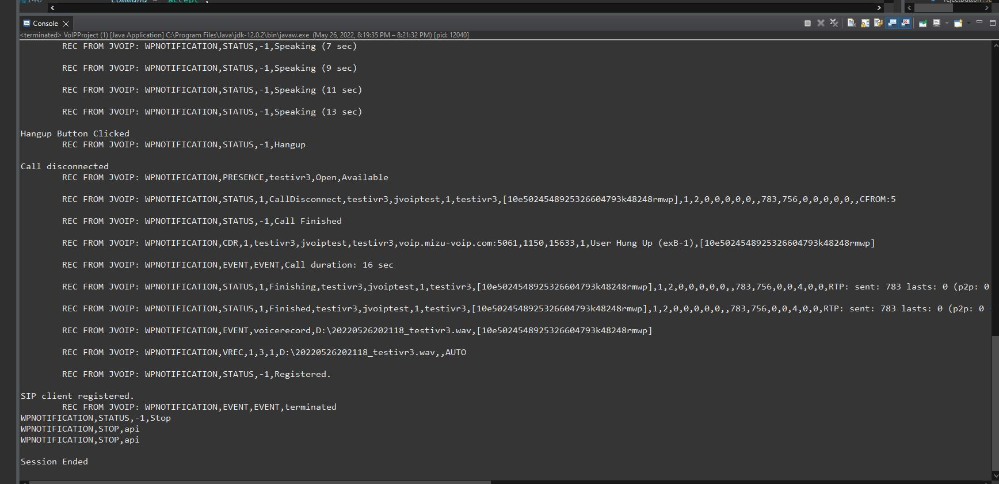 140 command = "accept";
rejectButton
Console
<terminated> VoIPProject (1) [Java Application] C:\Program Files\Java\jdk-12.0.2\bin\javaw.exe (May 26, 2022, 8:19:35 PM – 8:21:32 PM) [pid: 12040]
REC FROM JVOIP: WPNOTIFICATION,STATUS,-1,Speaking (7 sec)
REC FROM JVOIP: WPNOTIFICATION,STATUS,-1,Speaking (9 sec)
REC FROM JVOIP: WPNOTIFICATION,STATUS,-1,Speaking (11 sec)
REC FROM JVOIP: WPNOTIFICATION,STATUS,-1,Speaking (13 sec)
Hangup Button Clicked
REC FROM JVOIP: WPNOTIFICATION,STATUS,-1,Hangup
Call disconnected
REC FROM JVOIP: WPNOTIFICATION,PRESENCE,testivr3,Open,Available
REC FROM JVOIP: WPNOTIFICATION,STATUS,1,CallDisconnect,testivr3,jvoiptest,1,testivr3,[10e5024548925326604793k48248rmwp],1,2,0,0,0,0,0,,783,756,0,0,0,0,0,,CFROM:5
REC FROM JVOIP: WPNOTIFICATION,STATUS,-1,Call Finished
REC FROM JVOIP: WPNOTIFICATION,CDR,1,testivr3,jvoiptest,testivr3,voip.mizu-voip.com:5061,1150,15633,1,User Hung Up (exB-1),[10e5024548925326604793k48248rmwp]
REC FROM JVOIP: WPNOTIFICATION,EVENT,EVENT,Call duration: 16 sec
REC FROM JVOIP: WPNOTIFICATION,STATUS,1,Finishing,testivr3,jvoiptest,1,testivr3,[10e5024548925326604793k48248rmwp],1,2,0,0,0,0,0,,783,756,0,0,4,0,0,RTP: sent: 783 lasts: 0 (p2p: 0
REC FROM JVOIP: WPNOTIFICATION,STATUS,1,Finished,testivr3,jvoiptest,1,testivr3,[10e5024548925326604793k48248rmwp],1,2,0,0,0,0,0,,783,756,0,0,4,0,0,RTP: sent: 783 lasts: 0 (p2p: 0
REC FROM JVOIP: WPNOTIFICATION,EVENT,voicerecord,D:\20220526202118_testivr3.wav,[10e5024548925326604793k48248rmwp]
REC FROM JVOIP: WPNOTIFICATION,VREC,1,3,1,D:\20220526202118_testivr3.wav,,AUTO
REC FROM JVOIP: WPNOTIFICATION,STATUS,-1,Registered.
SIP client registered.
REC FROM JVOIP: WPNOTIFICATION,EVENT,EVENT,terminated
WPNOTIFICATION,STATUS,-1,Stop
WPNOTIFICATION,STOP,api
WPNOTIFICATION,STOP,api
Session Ended